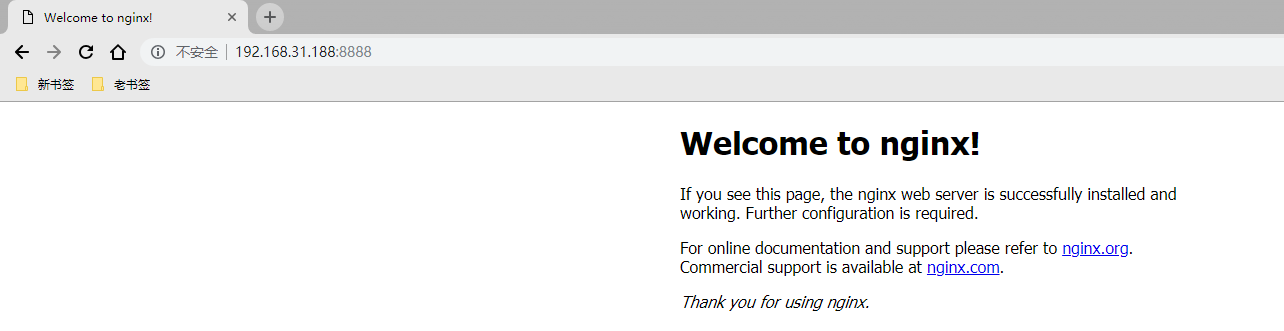 Welcome to nginx!
不安全 192.168.31.188:8888
新书签 老书签
Welcome to nginx!
If you see this page, the nginx web server is successfully installed and
working. Further configuration is required.
For online documentation and support please refer to nginx.org.
Commercial support is available at nginx.com.
Thank you for using nginx.